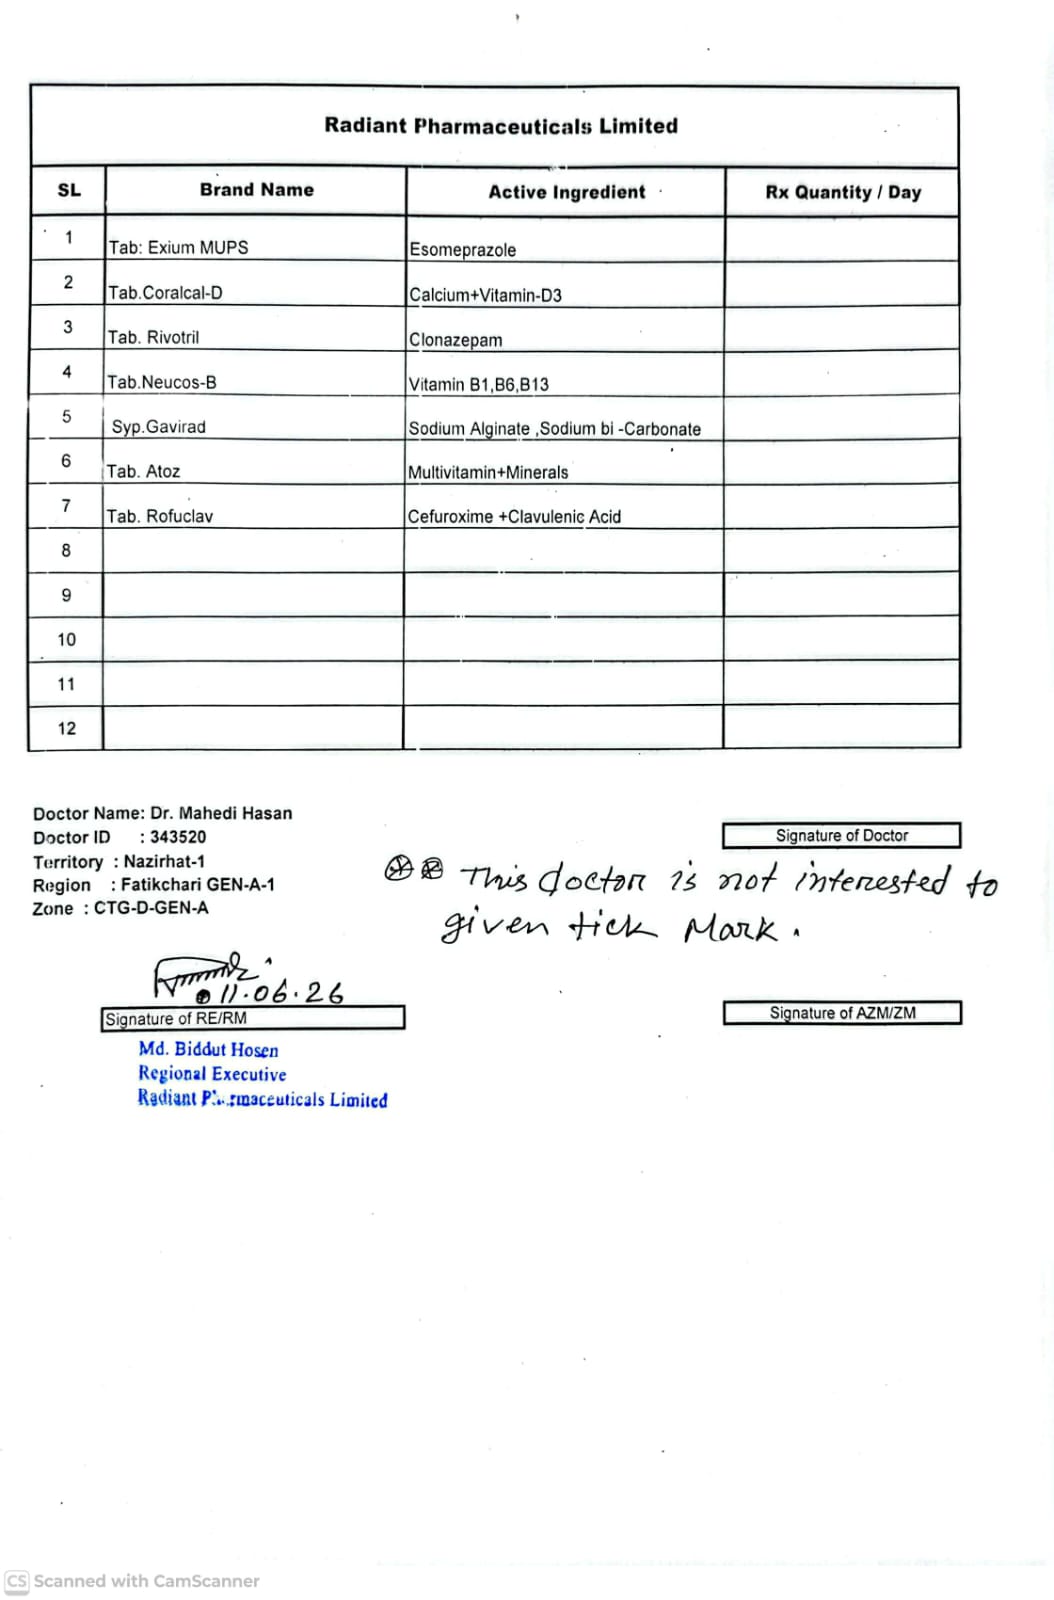 Radiant Pharmaceuticals Limited
SL Brand Name Active Ingredient Rx Quantity / Day
1 Tab: Exium MUPS Esomeprazole
2 Tab.Coralcal-D Calcium+Vitamin-D3
3 Tab. Rivotril Clonazepam
4 Tab.Neucos-B Vitamin B1,B6,B13
5 Syp.Gavirad Sodium Alginate ,Sodium bi -Carbonate
6 Tab. Atoz Multivitamin+Minerals
7 Tab. Rofuclav Cefuroxime +Clavulenic Acid
8
9
10
11
12
Doctor Name: Dr. Mahedi Hasan
Doctor ID : 343520
Territory : Nazirhat-1
Region : Fatikchari GEN-A-1
Zone : CTG-D-GEN-A
Signature of Doctor
This doctor is not interested to
given tick Mark.
11.06.26
Signature of RE/RM
Signature of AZM/ZM
Md. Biddut Hosen
Regional Executive
Radiant Pharmaceuticals Limited
CS Scanned with CamScanner